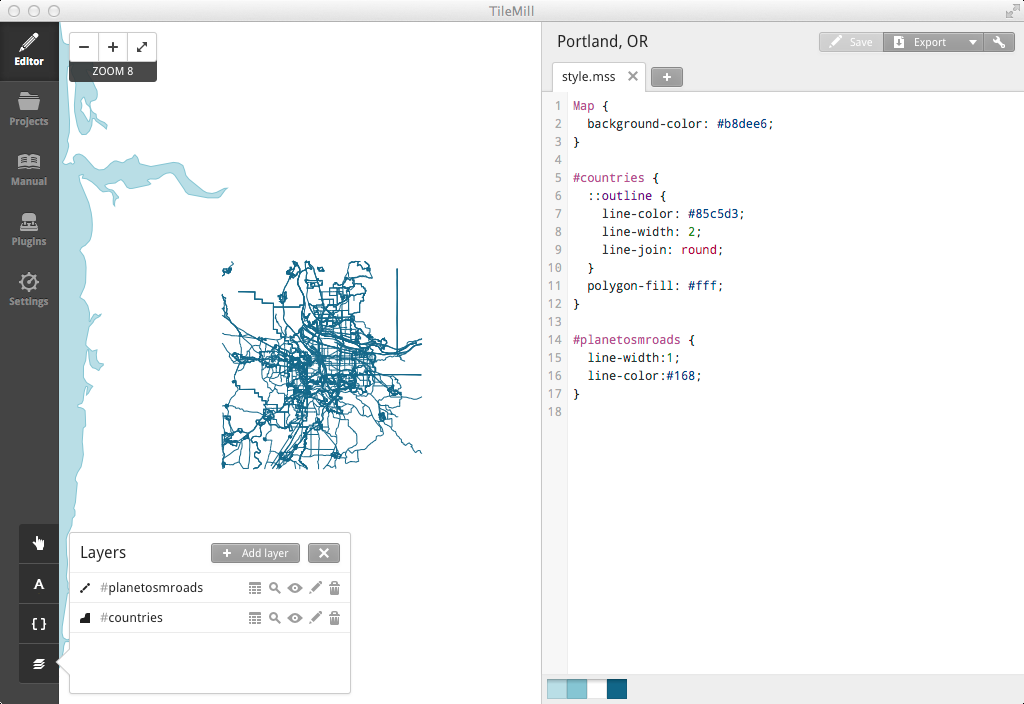 TileMill
Editor
Projects
Manual
Plugins
Settings
ZOOM 8
Layers
Add layer
#planetosmroads
#countries
A
{ }
Portland, OR
Save
Export
style.mss
1 Map {
2 background-color: #b8dee6;
3 }
4
5 #countries {
6 ::outline {
7 line-color: #85c5d3;
8 line-width: 2;
9 line-join: round;
10 }
11 polygon-fill: #fff;
12 }
13
14 #planetosmroads {
15 line-width:1;
16 line-color:#168;
17 }
18